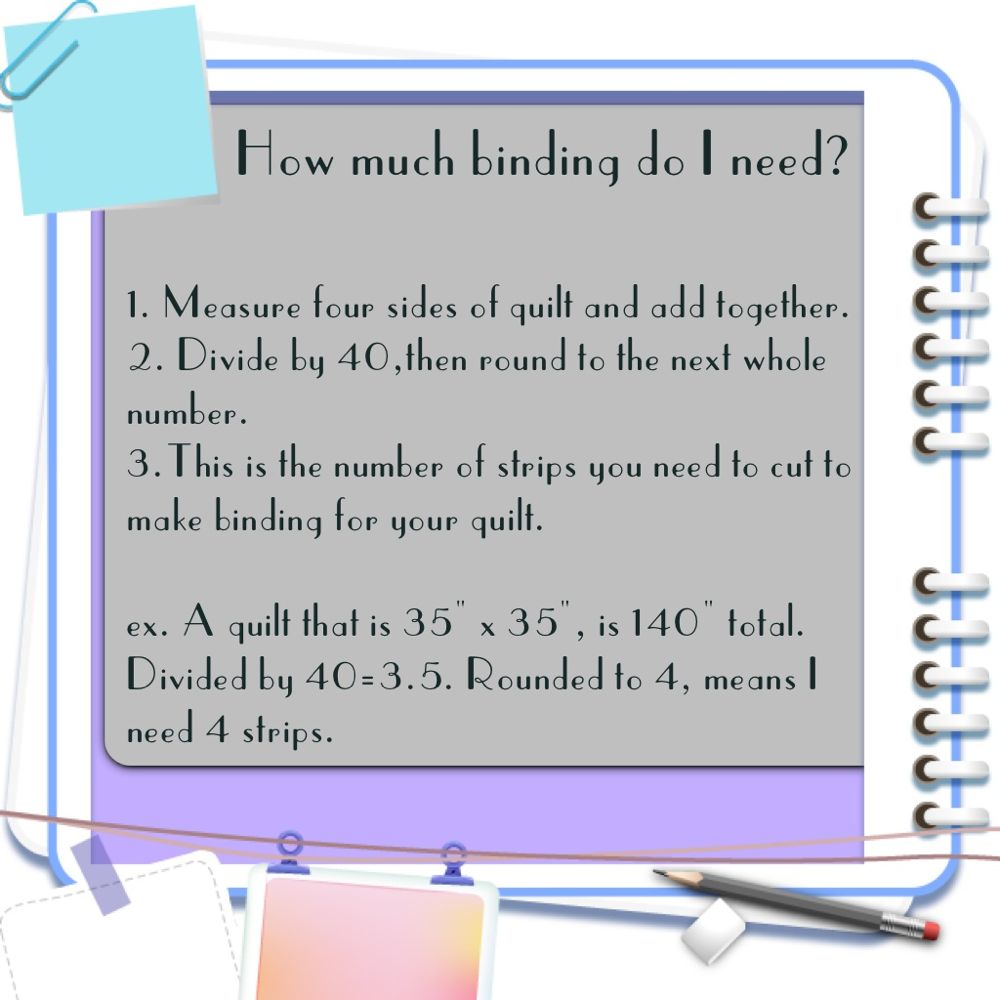 How much binding do I need?
1. Measure four sides of quilt and add together.
2. Divide by 40,then round to the next whole
number.
3.This is the number of strips you need to cut to
make binding for your quilt.
ex. A quilt that is 35" x 35", is 140" total.
Divided by 40=3.5. Rounded to 4, means I
need 4 strips.